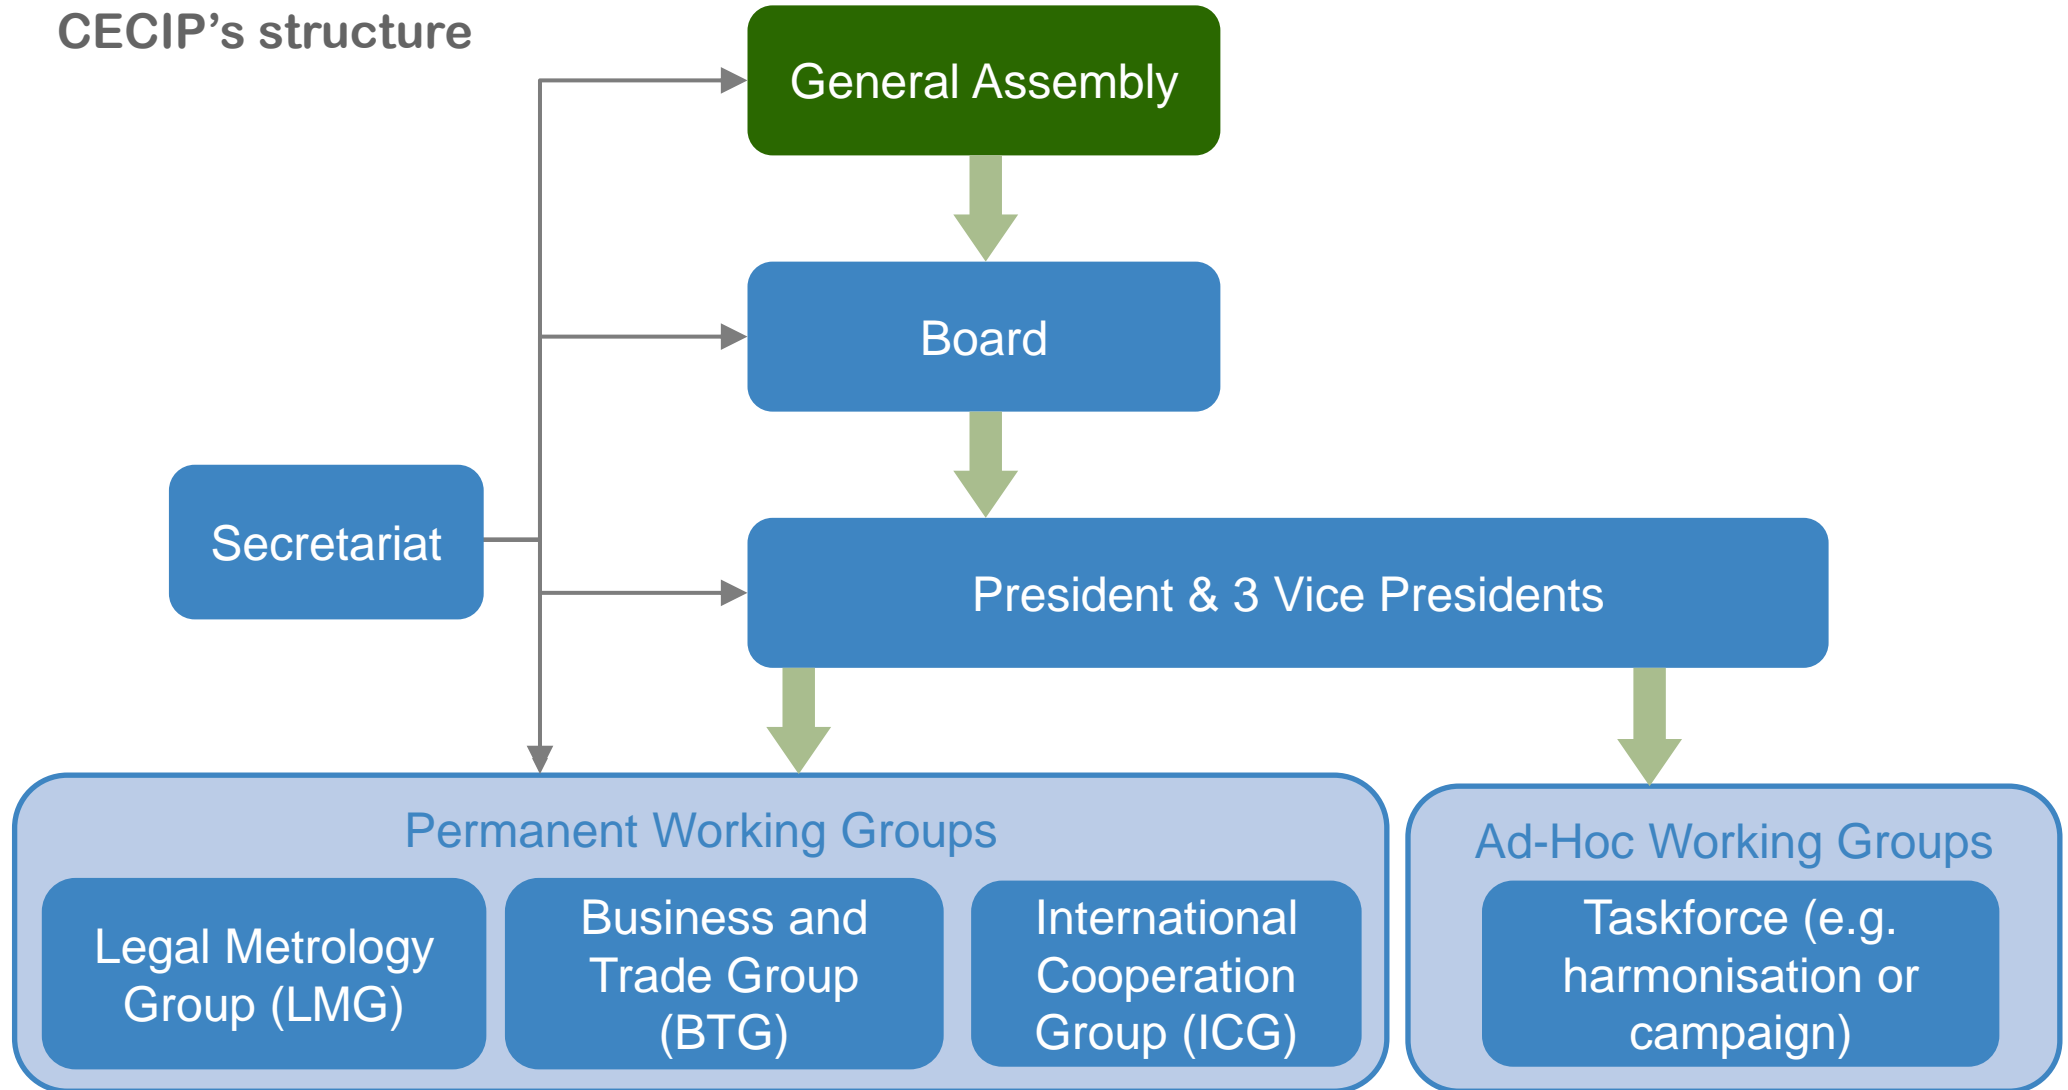 CECIP’s structure
General Assembly
Board
Secretariat
President & 3 Vice Presidents
Permanent Working Groups
Legal Metrology
Group (LMG)
Business and
Trade Group
(BTG)
International
Cooperation
Group (ICG)
Ad-Hoc Working Groups
Taskforce (e.g.
harmonisation or
campaign)